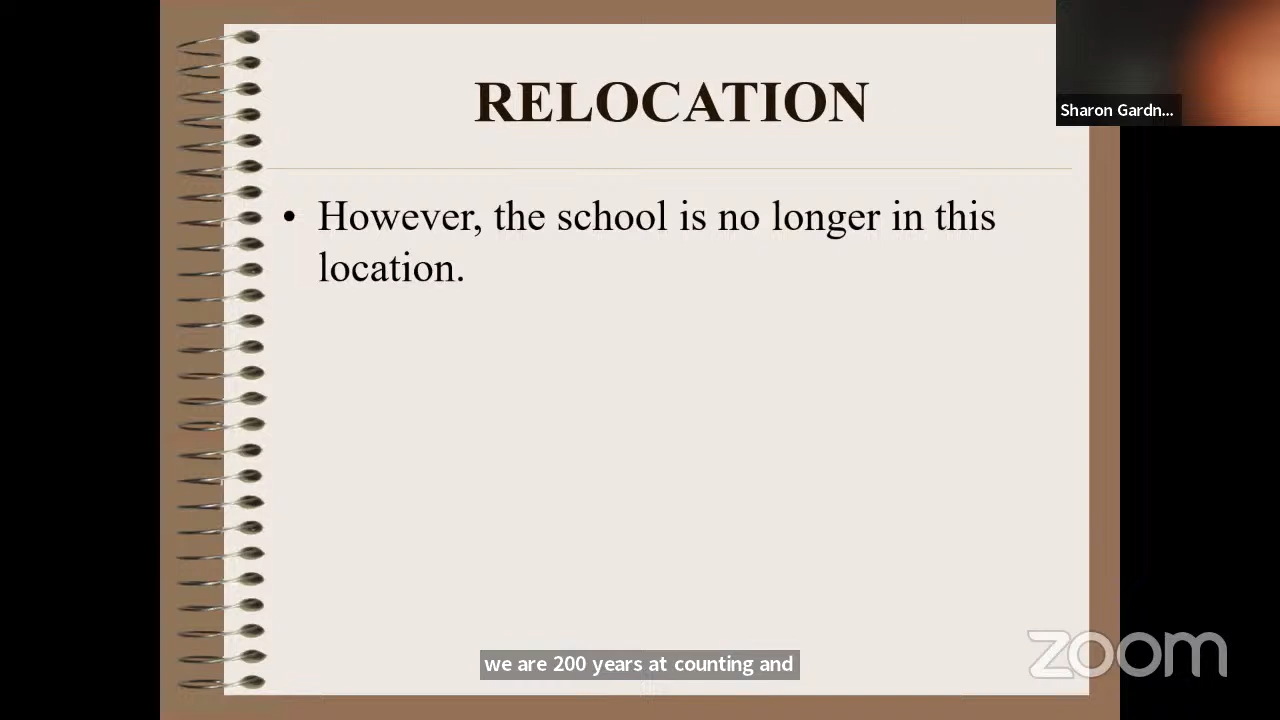 RELOCATION
Sharon Gardn...
• However, the school is no longer in this
location.
we are 200 years at counting and
zoom